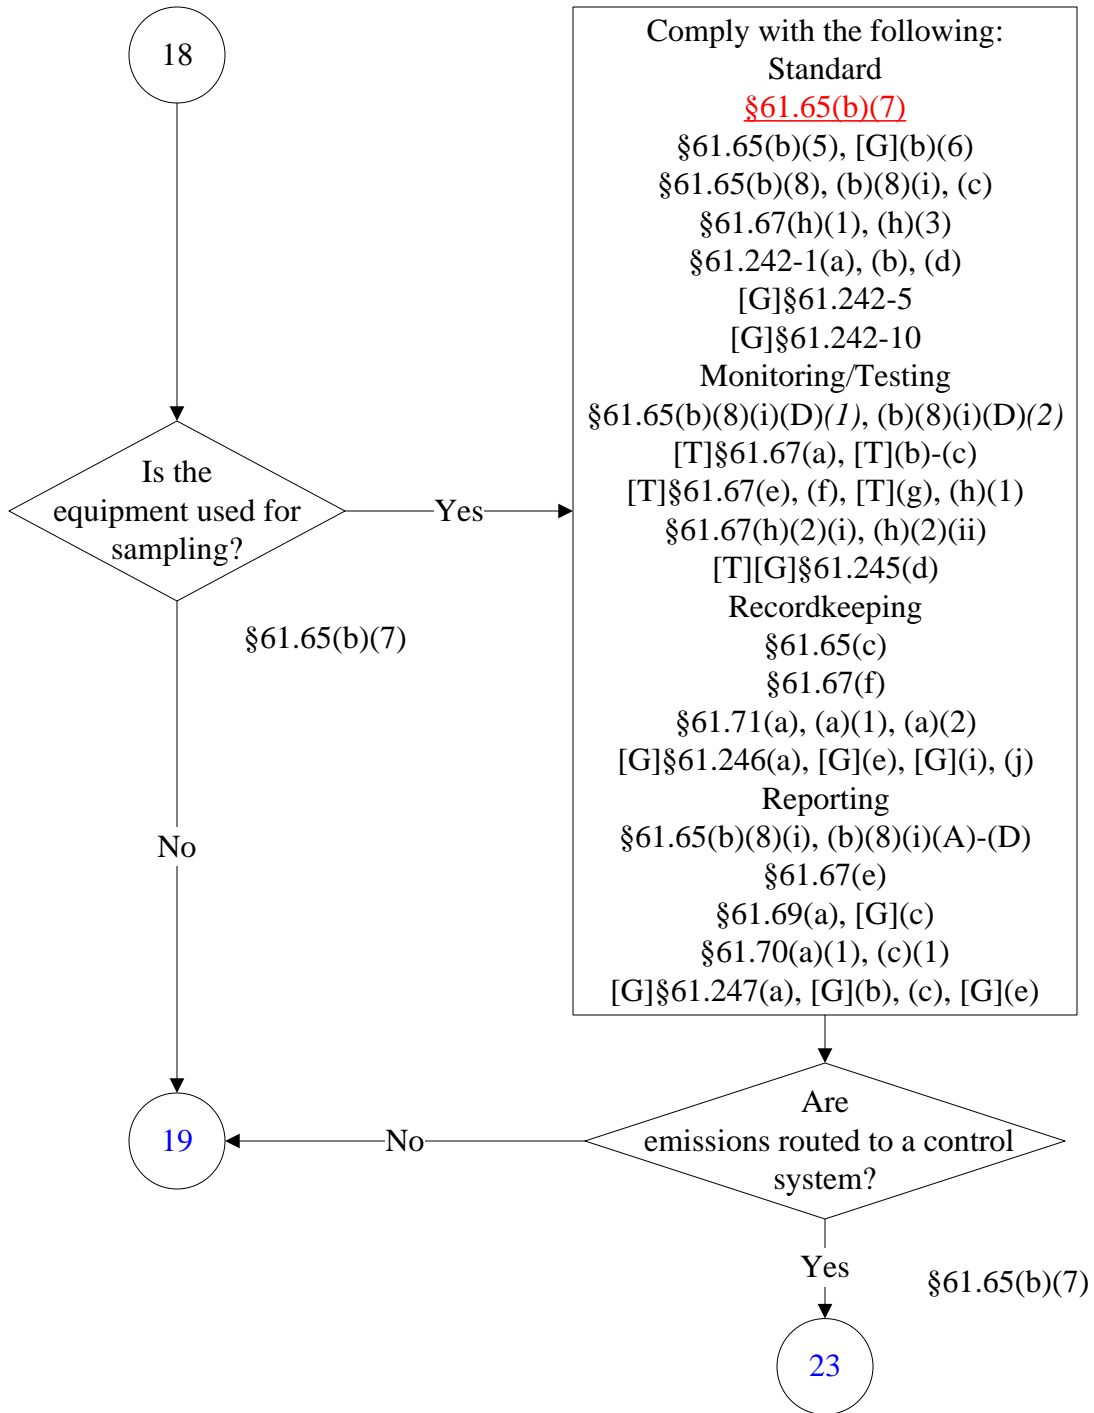 18
Comply with the following:
Standard
§61.65(b)(7)
§61.65(b)(5), [G](b)(6)
§61.65(b)(8), (b)(8)(i), (c)
§61.67(h)(1), (h)(3)
§61.242-1(a), (b), (d)
[G]§61.242-5
[G]§61.242-10
Monitoring/Testing
§61.65(b)(8)(i)(D)(1), (b)(8)(i)(D)(2)
[T]§61.67(a), [T](b)-(c)
[T]§61.67(e), (f), [T](g), (h)(1)
§61.67(h)(2)(i), (h)(2)(ii)
[T][G]§61.245(d)
Recordkeeping
§61.65(c)
§61.67(f)
§61.71(a), (a)(1), (a)(2)
[G]§61.246(a), [G](e), [G](i), (j)
Reporting
§61.65(b)(8)(i), (b)(8)(i)(A)-(D)
§61.67(e)
§61.69(a), [G](c)
§61.70(a)(1), (c)(1)
[G]§61.247(a), [G](b), (c), [G](e)
Is the
equipment used for
sampling?
Yes
§61.65(b)(7)
No
19
No
Are
emissions routed to a control
system?
Yes
§61.65(b)(7)
23